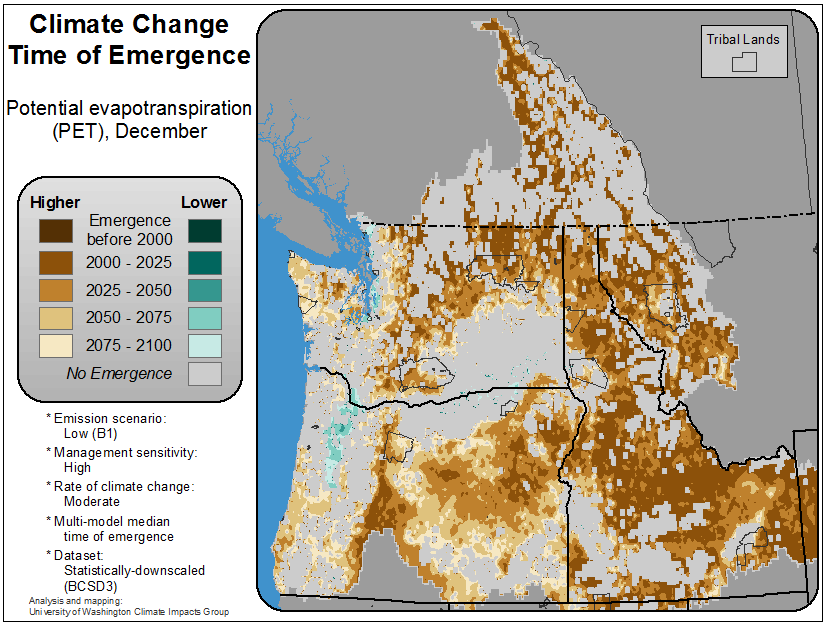 Climate Change
Time of Emergence
Potential evapotranspiration
(PET), December
Higher Lower
Emergence
before 2000
2000 - 2025
2025 - 2050
2050 - 2075
2075 - 2100
No Emergence
* Emission scenario:
Low (B1)
* Management sensitivity:
High
* Rate of climate change:
Moderate
* Multi-model median
time of emergence
* Dataset:
Statistically-downscaled
(BCSD3)
Analysis and mapping:
University of Washington Climate Impacts Group
Tribal Lands